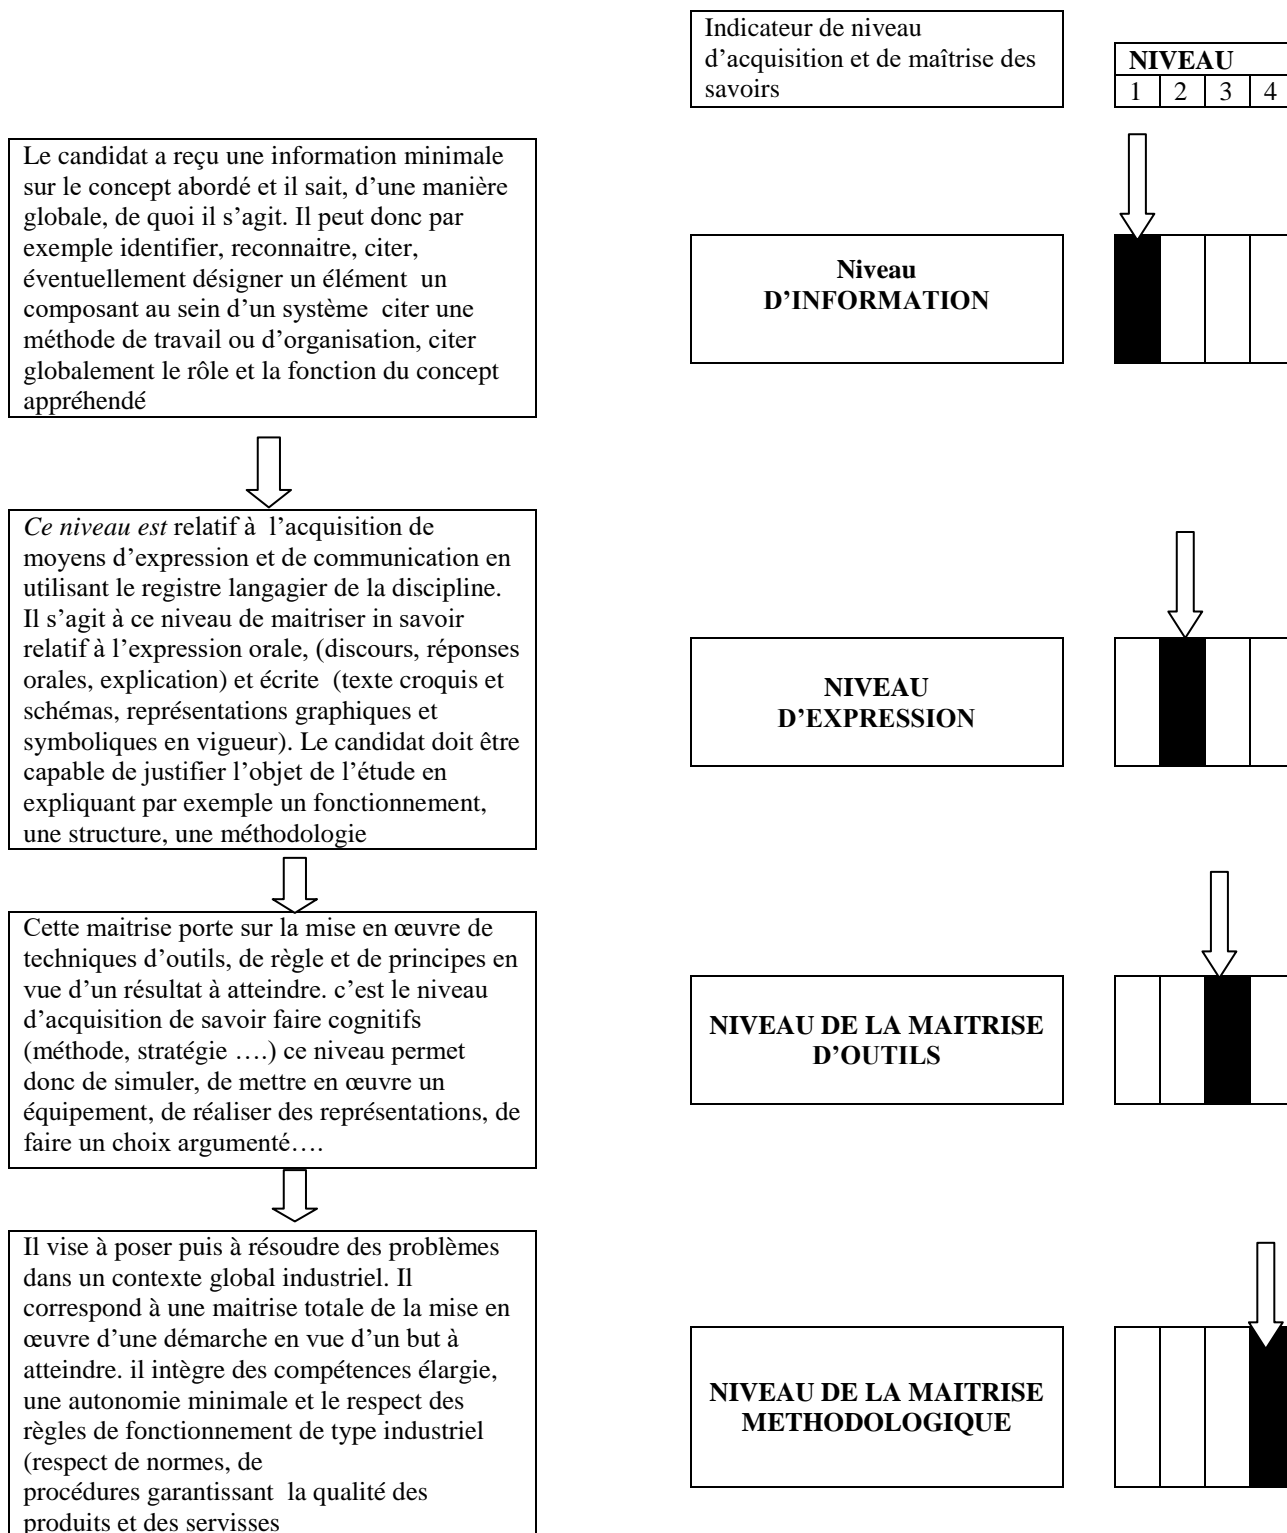 Indicateur de niveau
d’acquisition et de maîtrise des
savoirs
NIVEAU
1 2 3 4
Le candidat a reçu une information minimale
sur le concept abordé et il sait, d’une manière
globale, de quoi il s’agit. Il peut donc par
exemple identifier, reconnaitre, citer,
éventuellement désigner un élément  un
composant au sein d’un système  citer une
méthode de travail ou d’organisation, citer
globalement le rôle et la fonction du concept
appréhendé
Niveau
D’INFORMATION
Ce niveau est relatif à  l’acquisition de
moyens d’expression et de communication en
utilisant le registre langagier de la discipline.
Il s’agit à ce niveau de maitriser in savoir
relatif à l’expression orale, (discours, réponses
orales, explication) et écrite  (texte croquis et
schémas, représentations graphiques et
symboliques en vigueur). Le candidat doit être
capable de justifier l’objet de l’étude en
expliquant par exemple un fonctionnement,
une structure, une méthodologie
NIVEAU
D’EXPRESSION
Cette maitrise porte sur la mise en œuvre de
techniques d’outils, de règle et de principes en
vue d’un résultat à atteindre. c’est le niveau
d’acquisition de savoir faire cognitifs
(méthode, stratégie ….) ce niveau permet
donc de simuler, de mettre en œuvre un
équipement, de réaliser des représentations, de
faire un choix argumenté….
NIVEAU DE LA MAITRISE
D’OUTILS
Il vise à poser puis à résoudre des problèmes
dans un contexte global industriel. Il
correspond à une maitrise totale de la mise en
œuvre d’une démarche en vue d’un but à
atteindre. il intègre des compétences élargie,
une autonomie minimale et le respect des
règles de fonctionnement de type industriel
(respect de normes, de
procédures garantissant  la qualité des
produits et des servisses
NIVEAU DE LA MAITRISE
METHODOLOGIQUE